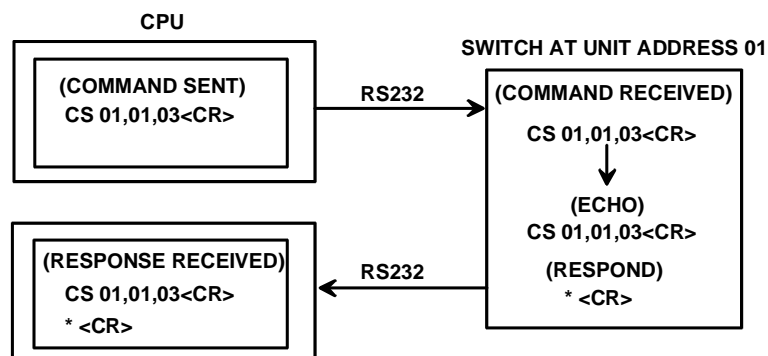 CPU
SWITCH AT UNIT ADDRESS 01
(COMMAND SENT)
CS 01,01,03<CR>
RS232
(COMMAND RECEIVED)
CS 01,01,03<CR>
(ECHO)
CS 01,01,03<CR>
(RESPOND)
* <CR>
RS232
(RESPONSE RECEIVED)
CS 01,01,03<CR>
* <CR>